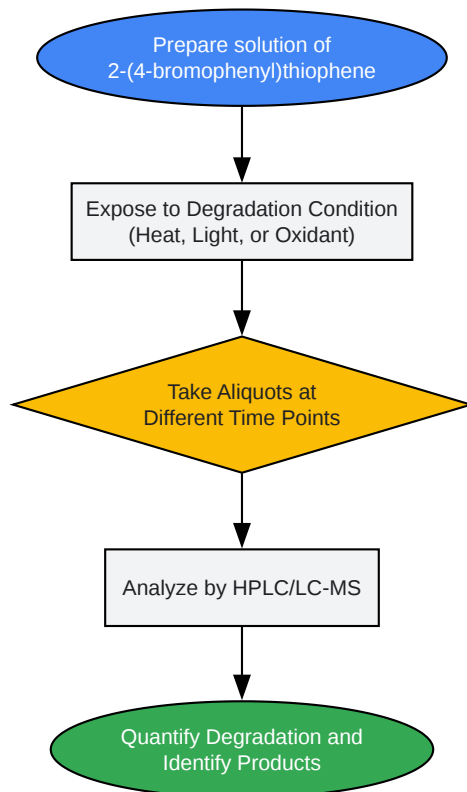 Prepare solution of
2-(4-bromophenyl)thiophene
Expose to Degradation Condition
(Heat, Light, or Oxidant)
Take Aliquots at
Different Time Points
Analyze by HPLC/LC-MS
Quantify Degradation and
Identify Products